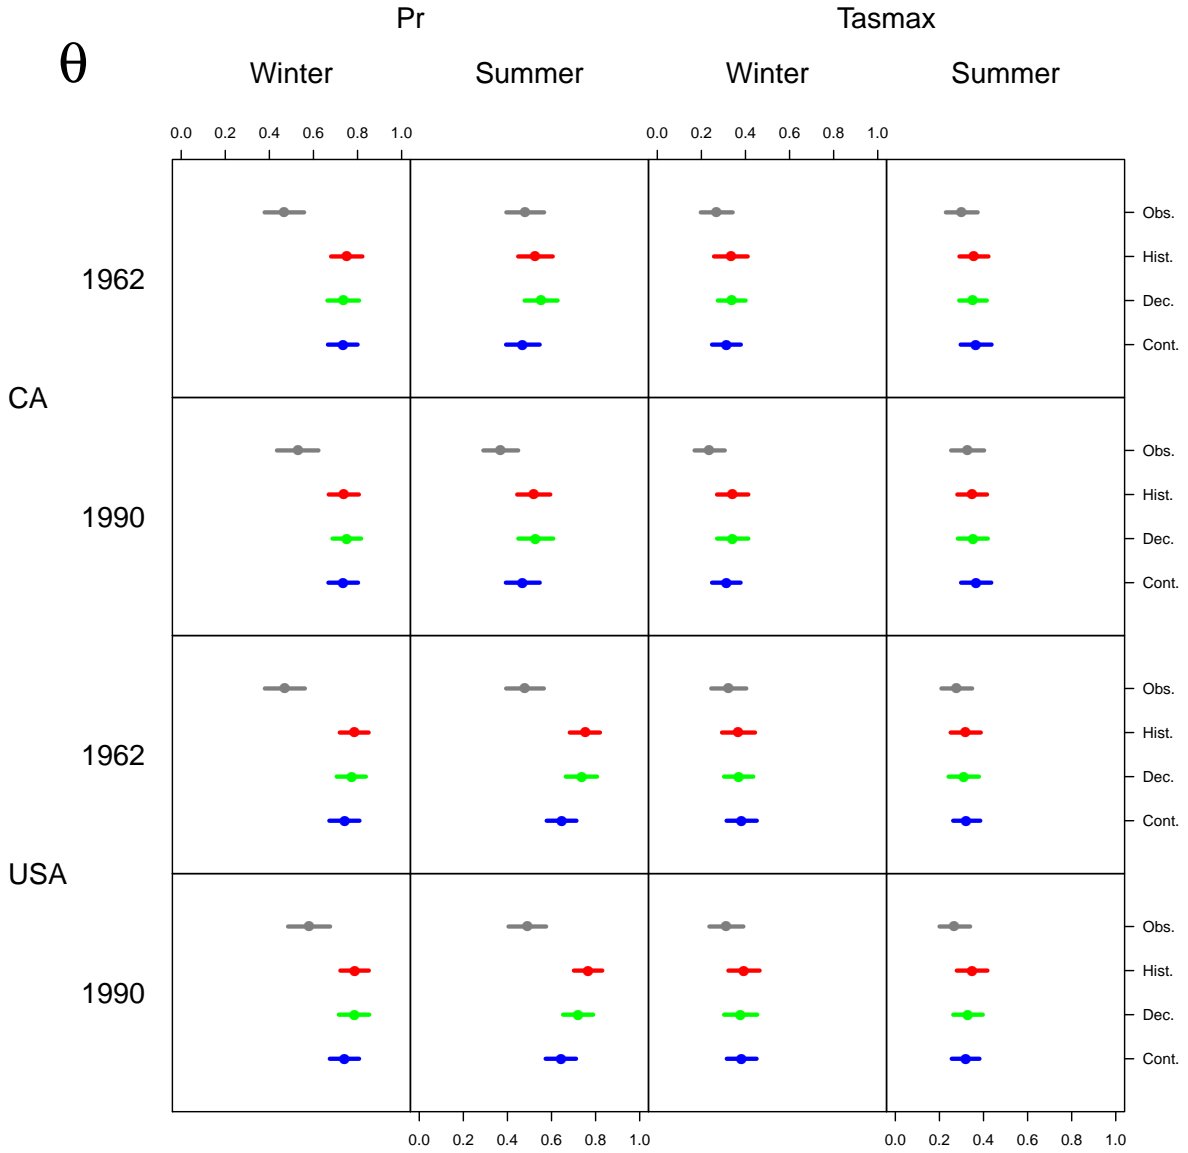 Pr Tasmax
θ
Winter Summer Winter Summer
0.0 0.2 0.4 0.6 0.8 1.0 0.0 0.2 0.4 0.6 0.8 1.0
Obs.
Hist.
1962
Dec.
Cont.
CA
Obs.
Hist.
1990
Dec.
Cont.
Obs.
Hist.
1962
Dec.
Cont.
USA
Obs.
Hist.
1990
Dec.
Cont.
0.0 0.2 0.4 0.6 0.8 1.0 0.0 0.2 0.4 0.6 0.8 1.0